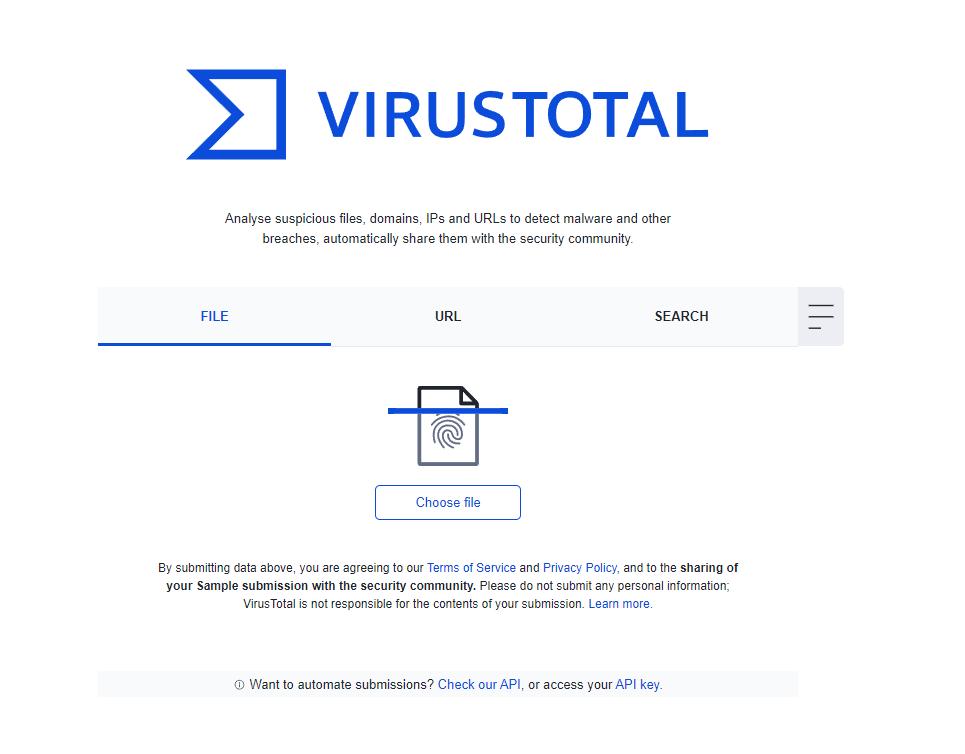 VIRUSTOTAL
Analyse suspicious files, domains, IPs and URLs to detect malware and other
breaches, automatically share them with the security community.
FILE URL SEARCH
Choose file
By submitting data above, you are agreeing to our Terms of Service and Privacy Policy, and to the sharing of
your Sample submission with the security community. Please do not submit any personal information;
VirusTotal is not responsible for the contents of your submission. Learn more.
Want to automate submissions? Check our API, or access your API key.